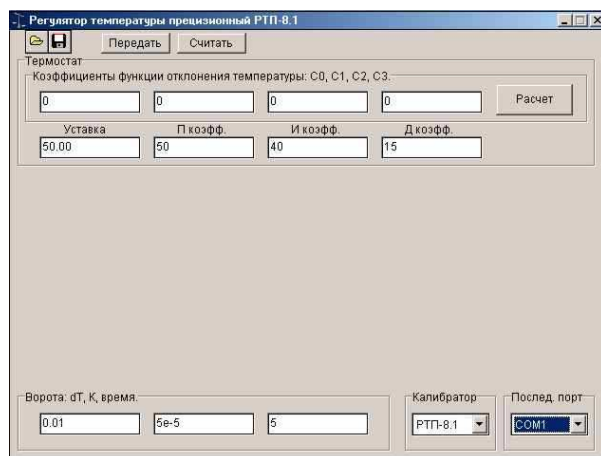 Регулятор температуры прецизионный РТП-8.1
Передать Считать
Термостат
Коэффициенты функции отклонения температуры: C0, C1, C2, C3.
0 0 0 0 Расчет
Уставка П коэфф. И коэфф. Д коэфф.
50.00 50 40 15
Ворота: dT, K, время. Калибратор Послед. порт
0.01 5e-5 5 РТП-8.1 COM1